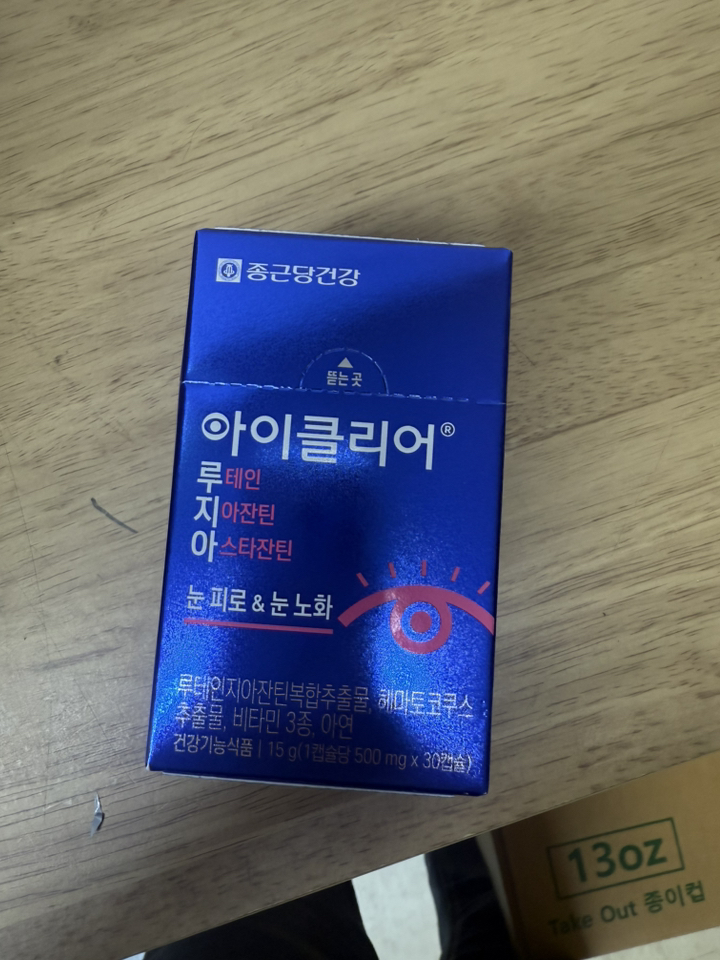 종근당건강
뜯는 곳
아이클리어®
루테인
지아잔틴
아스타잔틴
눈 피로 & 눈 노화
루테인지아잔틴복합추출물, 헤마토코쿠스
추출물, 비타민 3종, 아연
건강기능식품 | 15 g(1캡슐당 500 mg x 30캡슐)
13oz
Take Out 종이컵